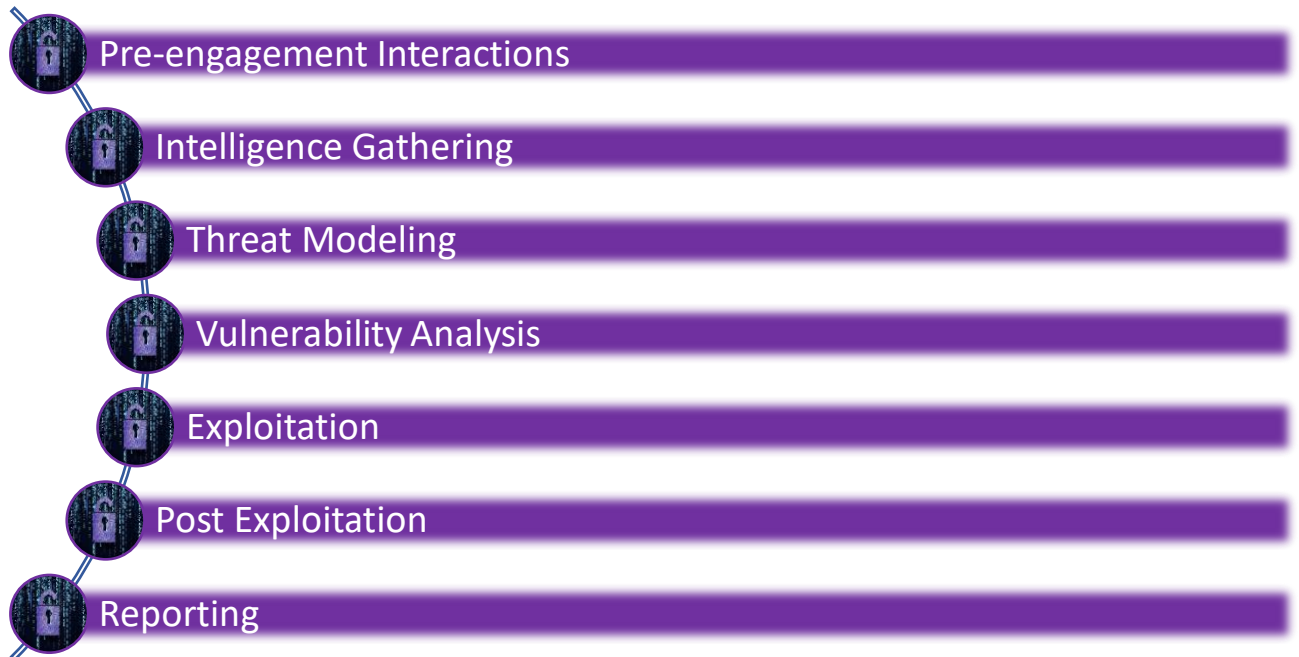 Pre-engagement Interactions
Intelligence Gathering
Threat Modeling
Vulnerability Analysis
Exploitation
Post Exploitation
Reporting